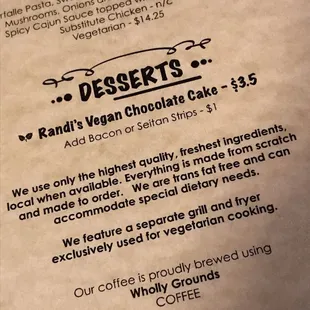 rfalle Pasta, Sw
Mushrooms, Onions a
Spicy Cajun Sauce topped w
Substitute Chicken - n/c
Vegetarian - $14.25
DESSERTS
Randi's Vegan Chocolate Cake - $3.5
Add Bacon or Seitan Strips - $1
We use only the highest quality, freshest ingredients,
local when available. Everything is made from scratch
and made to order. We are trans fat free and can
accommodate special dietary needs.
We feature a separate grill and fryer
exclusively used for vegetarian cooking.
Our coffee is proudly brewed using
Wholly Grounds
COFFEE